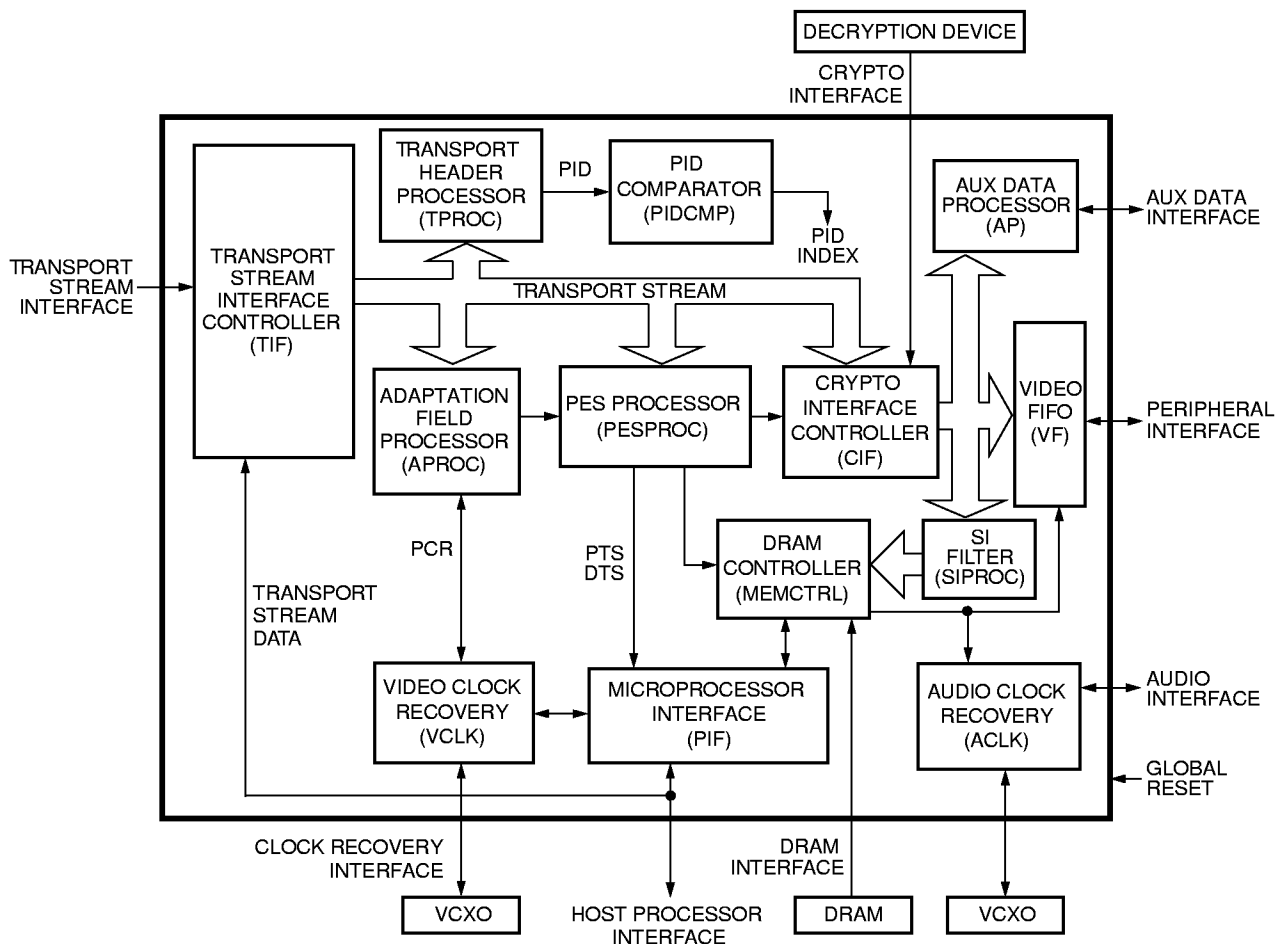 DECRYPTION DEVICE
CRYPTO
INTERFACE
TRANSPORT
HEADER
PROCESSOR
(TPROC)
PID
PID
COMPARATOR
(PIDCMP)
PID
INDEX
AUX DATA
PROCESSOR
(AP)
AUX DATA
INTERFACE
TRANSPORT
STREAM
INTERFACE
TRANSPORT
STREAM
INTERFACE
CONTROLLER
(TIF)
TRANSPORT STREAM
ADAPTATION
FIELD
PROCESSOR
(APROC)
PES PROCESSOR
(PESPROC)
CRYPTO
INTERFACE
CONTROLLER
(CIF)
VIDEO
FIFO
(VF)
PERIPHERAL
INTERFACE
PCR
PTS
DTS
DRAM
CONTROLLER
(MEMCTRL)
SI
FILTER
(SIPROC)
TRANSPORT
STREAM
DATA
VIDEO CLOCK
RECOVERY
(VCLK)
MICROPROCESSOR
INTERFACE
(PIF)
AUDIO CLOCK
RECOVERY
(ACLK)
AUDIO
INTERFACE
GLOBAL
RESET
CLOCK RECOVERY
INTERFACE
DRAM
INTERFACE
VCXO
HOST PROCESSOR
INTERFACE
DRAM
VCXO